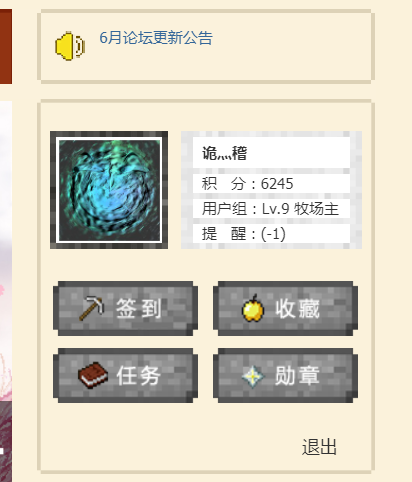 6月论坛更新公告
诡灬稽
积 分：6245
用户组：Lv.9 牧场主
提 醒：(-1)
签到
收藏
任务
勋章
退出